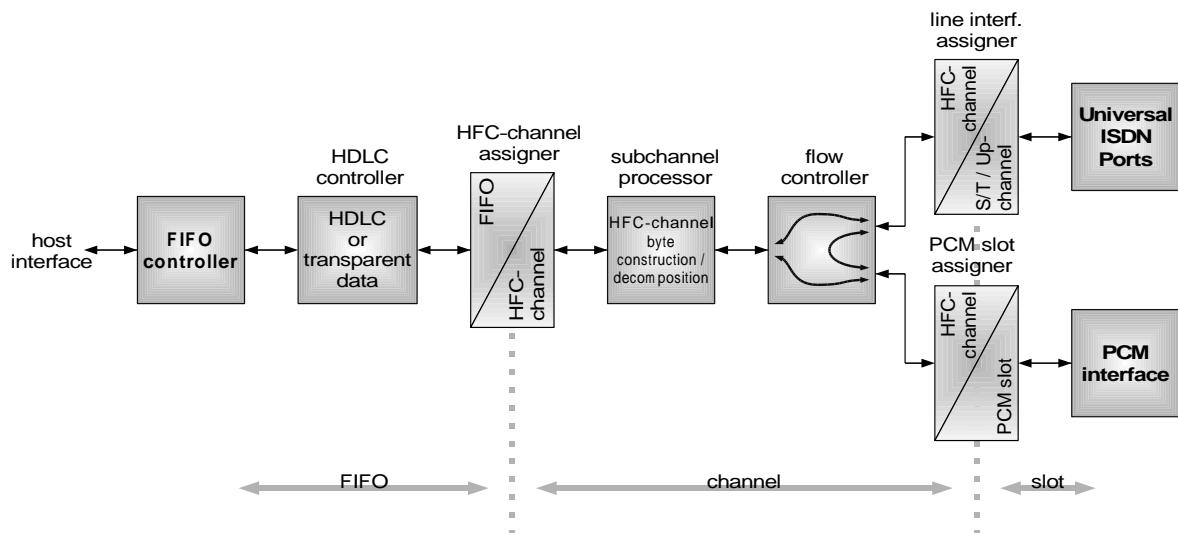 line interf.
assigner
HFC-
channel
S/T / Up-
channel
Universal
ISDN
Ports
HFC-channel
assigner
HDLC
controller
subchannel
processor
flow
controller
host
interface
FIFO
controller
HDLC
or
transparent
data
FIFO
HFC-
channel
HFC-channel
byte
construction /
decomposition
PCM slot
assigner
HFC-
channel
PCM slot
PCM
interface
FIFO
channel
slot